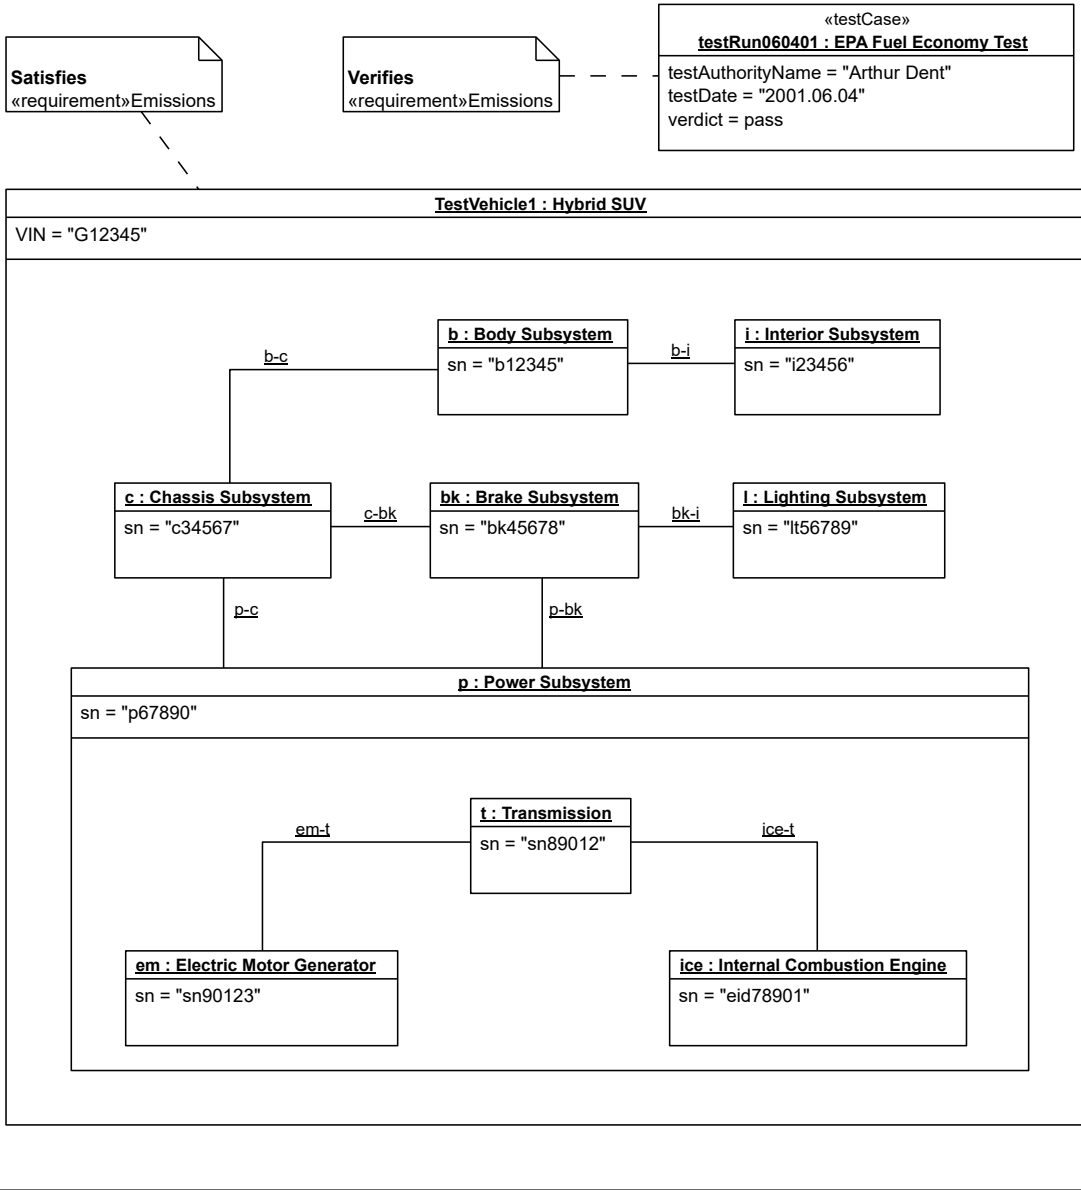 «testCase»
testRun060401 : EPA Fuel Economy Test
testAuthorityName = "Arthur Dent"
testDate = "2001.06.04"
verdict = pass
Satisfies
«requirement»Emissions
Verifies
«requirement»Emissions
TestVehicle1 : Hybrid SUV
VIN = "G12345"
b : Body Subsystem
sn = "b12345"
b-i
i : Interior Subsystem
sn = "i23456"
b-c
c : Chassis Subsystem
sn = "c34567"
c-bk
bk : Brake Subsystem
sn = "bk45678"
bk-i
l : Lighting Subsystem
sn = "lt56789"
p-c
p-bk
p : Power Subsystem
sn = "p67890"
t : Transmission
sn = "sn89012"
em-t
ice-t
em : Electric Motor Generator
sn = "sn90123"
ice : Internal Combustion Engine
sn = "eid78901"